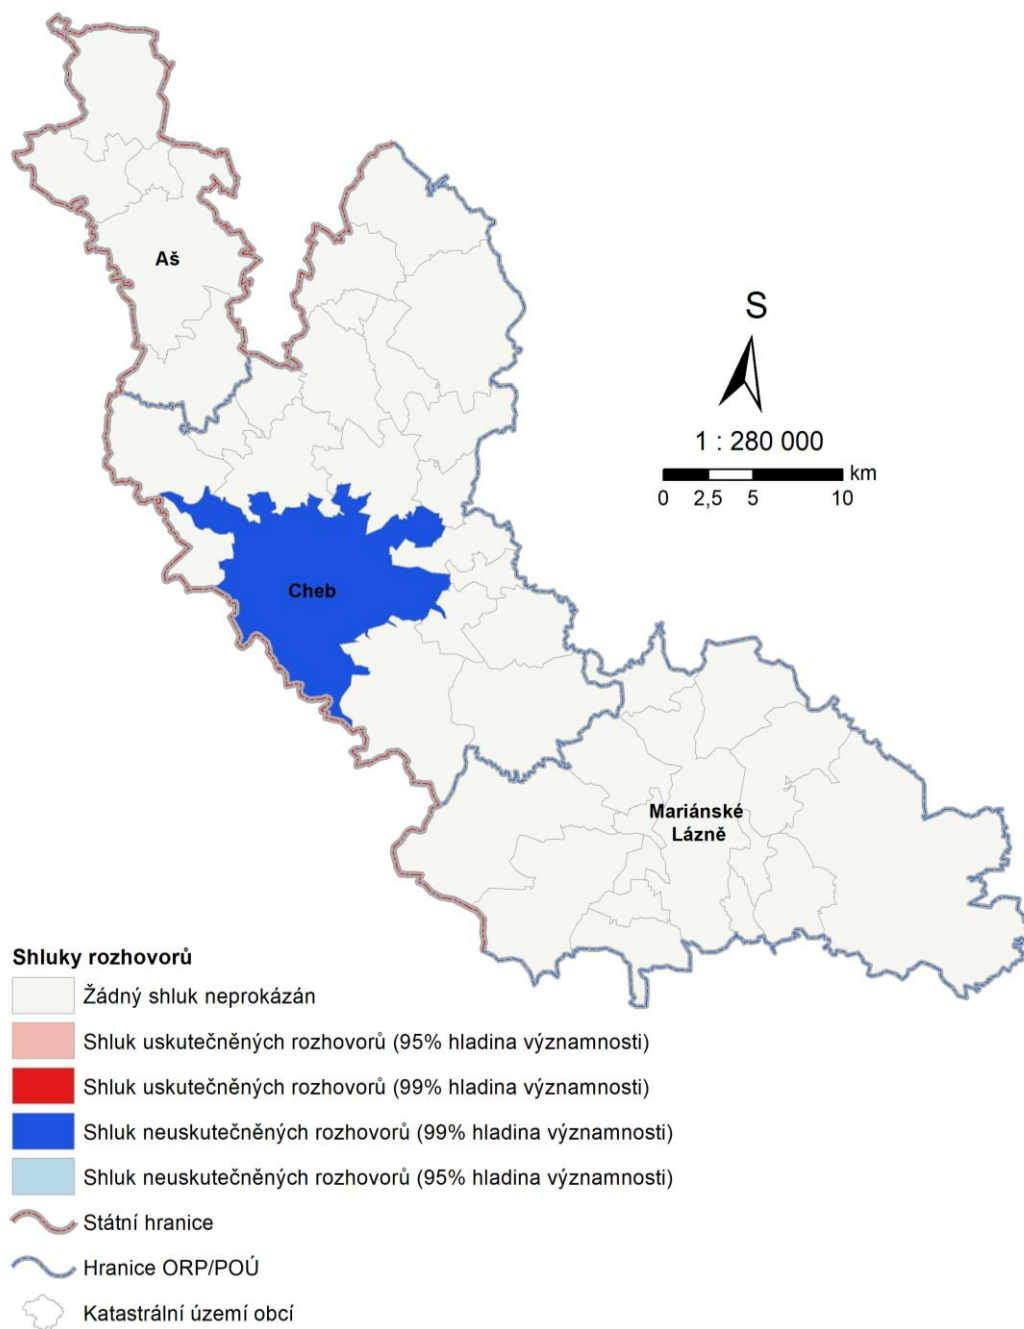 Aš
S
1 : 280 000
km
0 2,5 5 10
Cheb
Mariánské
Lázně
Shluky rozhovorů
Žádný shluk neprokázán
Shluk uskutečněných rozhovorů (95% hladina významnosti)
Shluk uskutečněných rozhovorů (99% hladina významnosti)
Shluk neuskutečněných rozhovorů (99% hladina významnosti)
Shluk neuskutečněných rozhovorů (95% hladina významnosti)
Státní hranice
Hranice ORP/POÚ
Katastrální území obcí